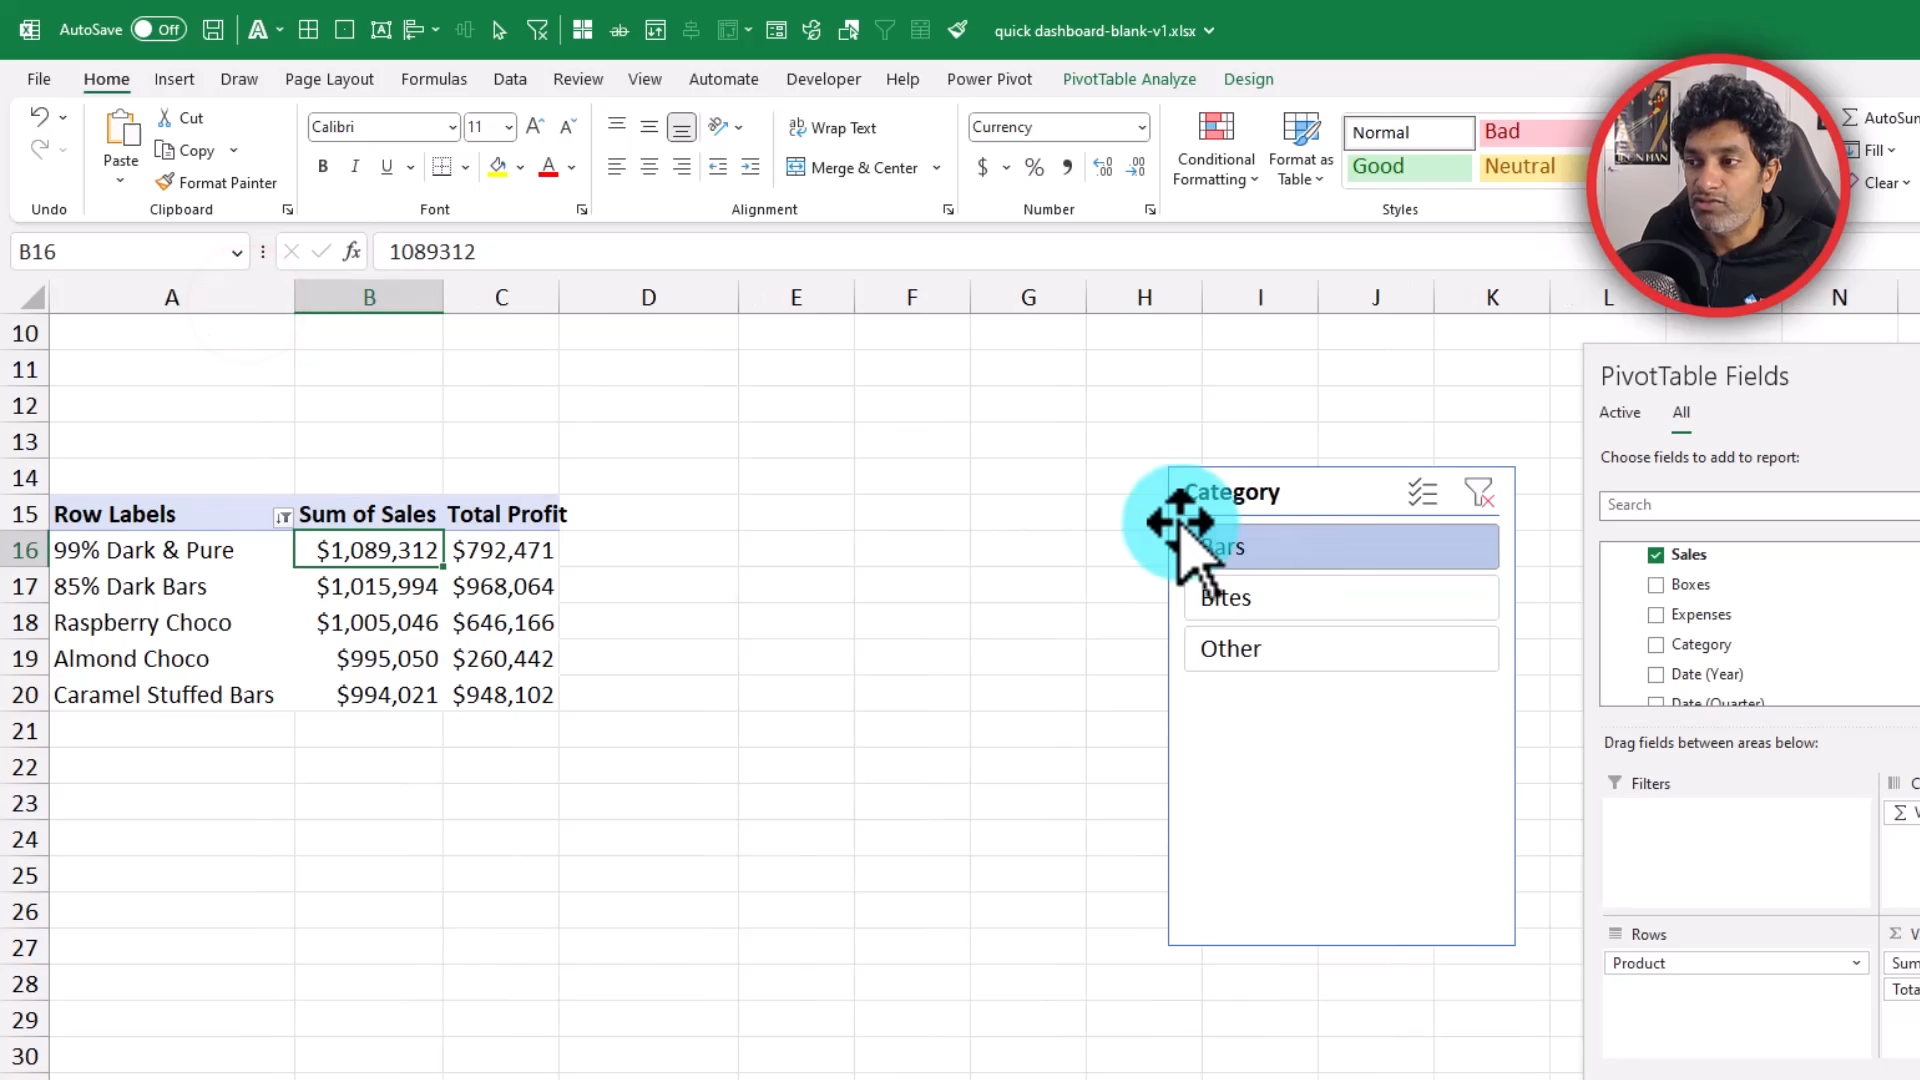 AutoSave Off quick dashboard-blank-v1.xlsx
File Home Insert Draw Page Layout Formulas Data Review View Automate Developer Help Power Pivot PivotTable Analyze Design
Undo
Paste
Cut
Copy
Format Painter
Clipboard
Calibri 11
B I U
Font
Wrap Text
Merge & Center
Alignment
Currency
$ %
Number
Conditional Formatting
Format as Table
Normal Bad
Good Neutral
Styles
AutoSum
Fill
Clear
B16 fx 1089312
A B C D E F G H I J K L N
10
11
12
13
14
15 Row Labels Sum of Sales Total Profit
16 99% Dark & Pure $1,089,312 $792,471
17 85% Dark Bars $1,015,994 $968,064
18 Raspberry Choco $1,005,046 $646,166
19 Almond Choco $995,050 $260,442
20 Caramel Stuffed Bars $994,021 $948,102
21
22
23
24
25
26
27
28
29
30
Category
Bars
Bites
Other
PivotTable Fields
Active All
Choose fields to add to report:
Search
Sales
Boxes
Expenses
Category
Date (Year)
Date (Quarter)
Drag fields between areas below:
Filters
Rows
Product
Sum
Tota